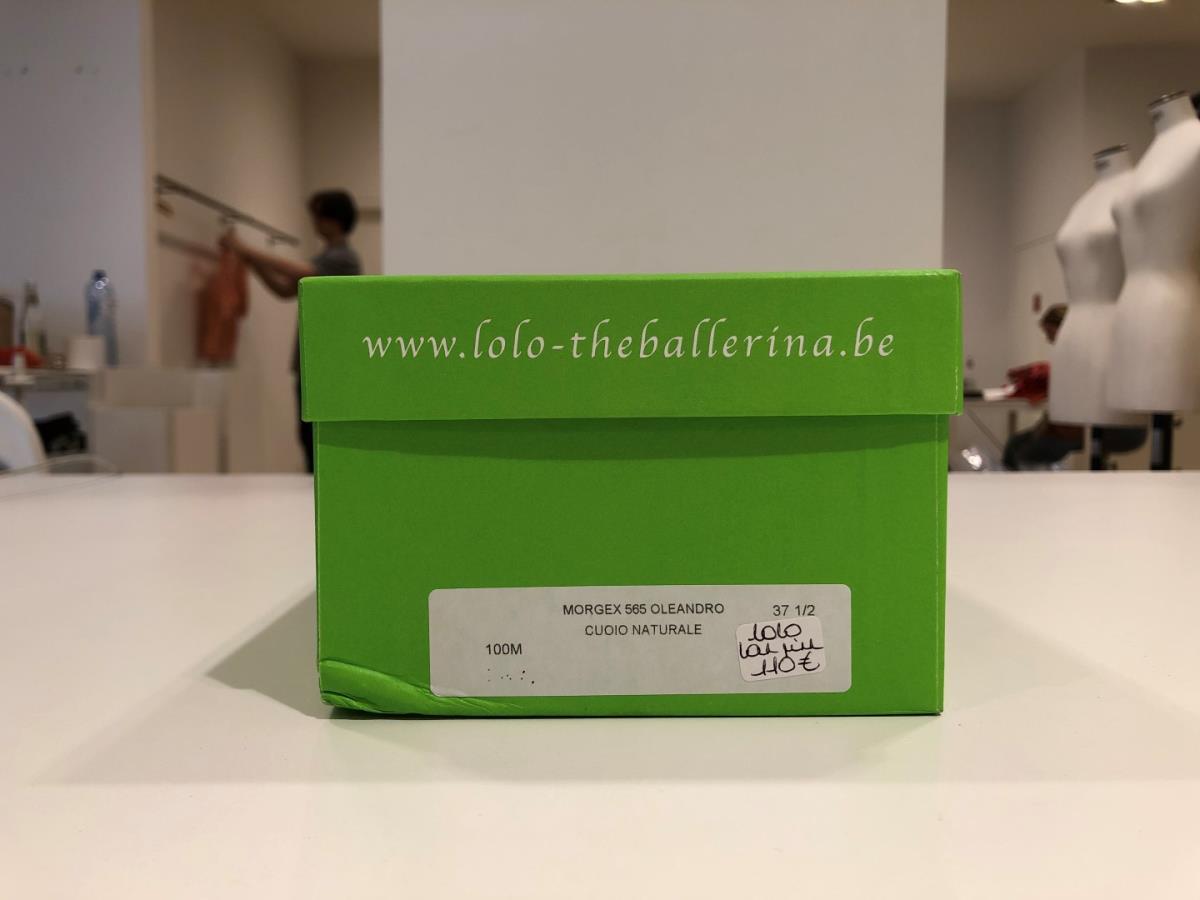 www.lolo-theballerina.be
MORGEX 565 OLEANDRO 37 1/2
CUOIO NATURALE
100M
lolo
110€